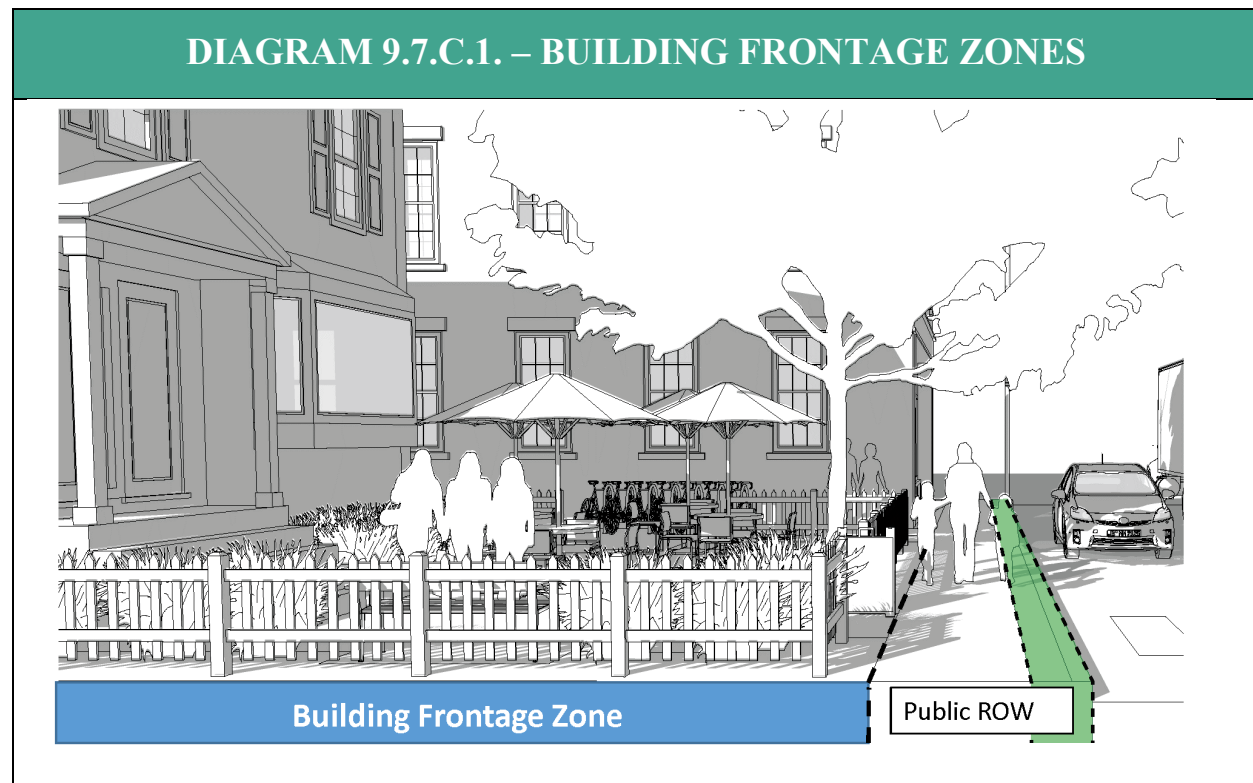 DIAGRAM 9.7.C.1. – BUILDING FRONTAGE ZONES
Building Frontage Zone
Public ROW